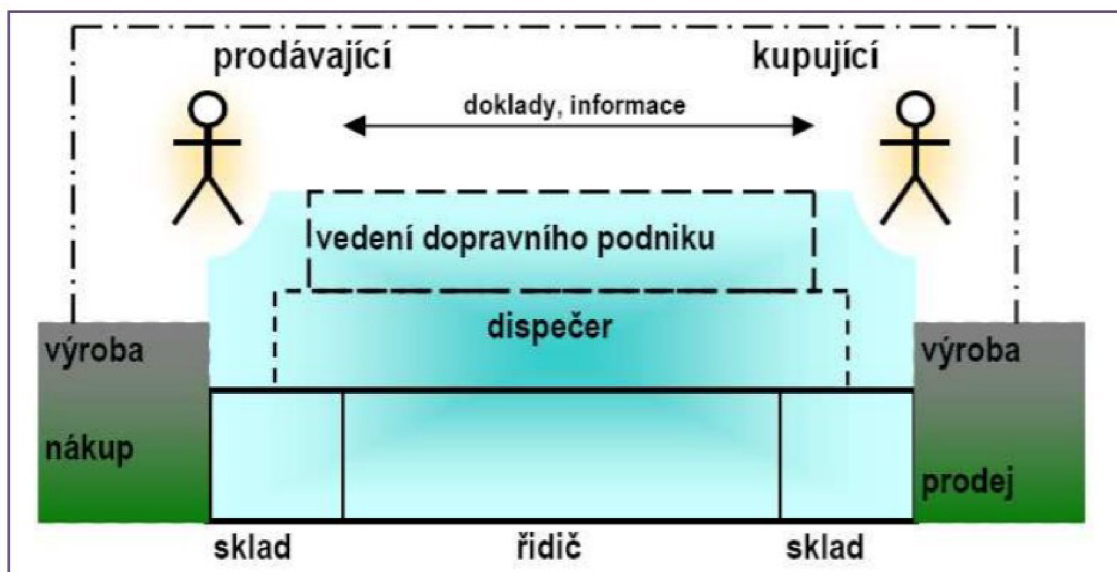 prodávající
kupující
doklady, informace
vedení dopravního podniku
dispečer
výroba
výroba
nákup
prodej
sklad
řidič
sklad